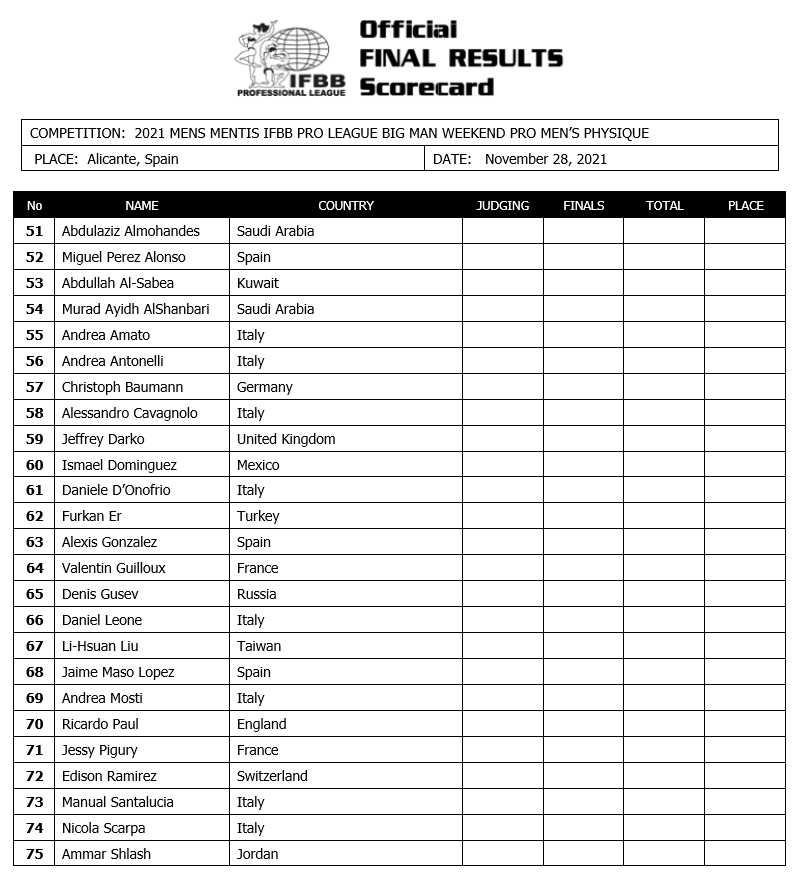 Official
FINAL RESULTS
Scorecard
IFBB
PROFESSIONAL LEAGUE
COMPETITION: 2021 MENS MENTIS IFBB PRO LEAGUE BIG MAN WEEKEND PRO MEN’S PHYSIQUE
PLACE: Alicante, Spain DATE: November 28, 2021
No NAME COUNTRY JUDGING FINALS TOTAL PLACE
51 Abdulaziz Almohandes Saudi Arabia
52 Miguel Perez Alonso Spain
53 Abdullah Al-Sabea Kuwait
54 Murad Ayidh AlShanbari Saudi Arabia
55 Andrea Amato Italy
56 Andrea Antonelli Italy
57 Christoph Baumann Germany
58 Alessandro Cavagnolo Italy
59 Jeffrey Darko United Kingdom
60 Ismael Dominguez Mexico
61 Daniele D’Onofrio Italy
62 Furkan Er Turkey
63 Alexis Gonzalez Spain
64 Valentin Guilloux France
65 Denis Gusev Russia
66 Daniel Leone Italy
67 Li-Hsuan Liu Taiwan
68 Jaime Maso Lopez Spain
69 Andrea Mosti Italy
70 Ricardo Paul England
71 Jessy Pigury France
72 Edison Ramirez Switzerland
73 Manual Santalucia Italy
74 Nicola Scarpa Italy
75 Ammar Shlash Jordan